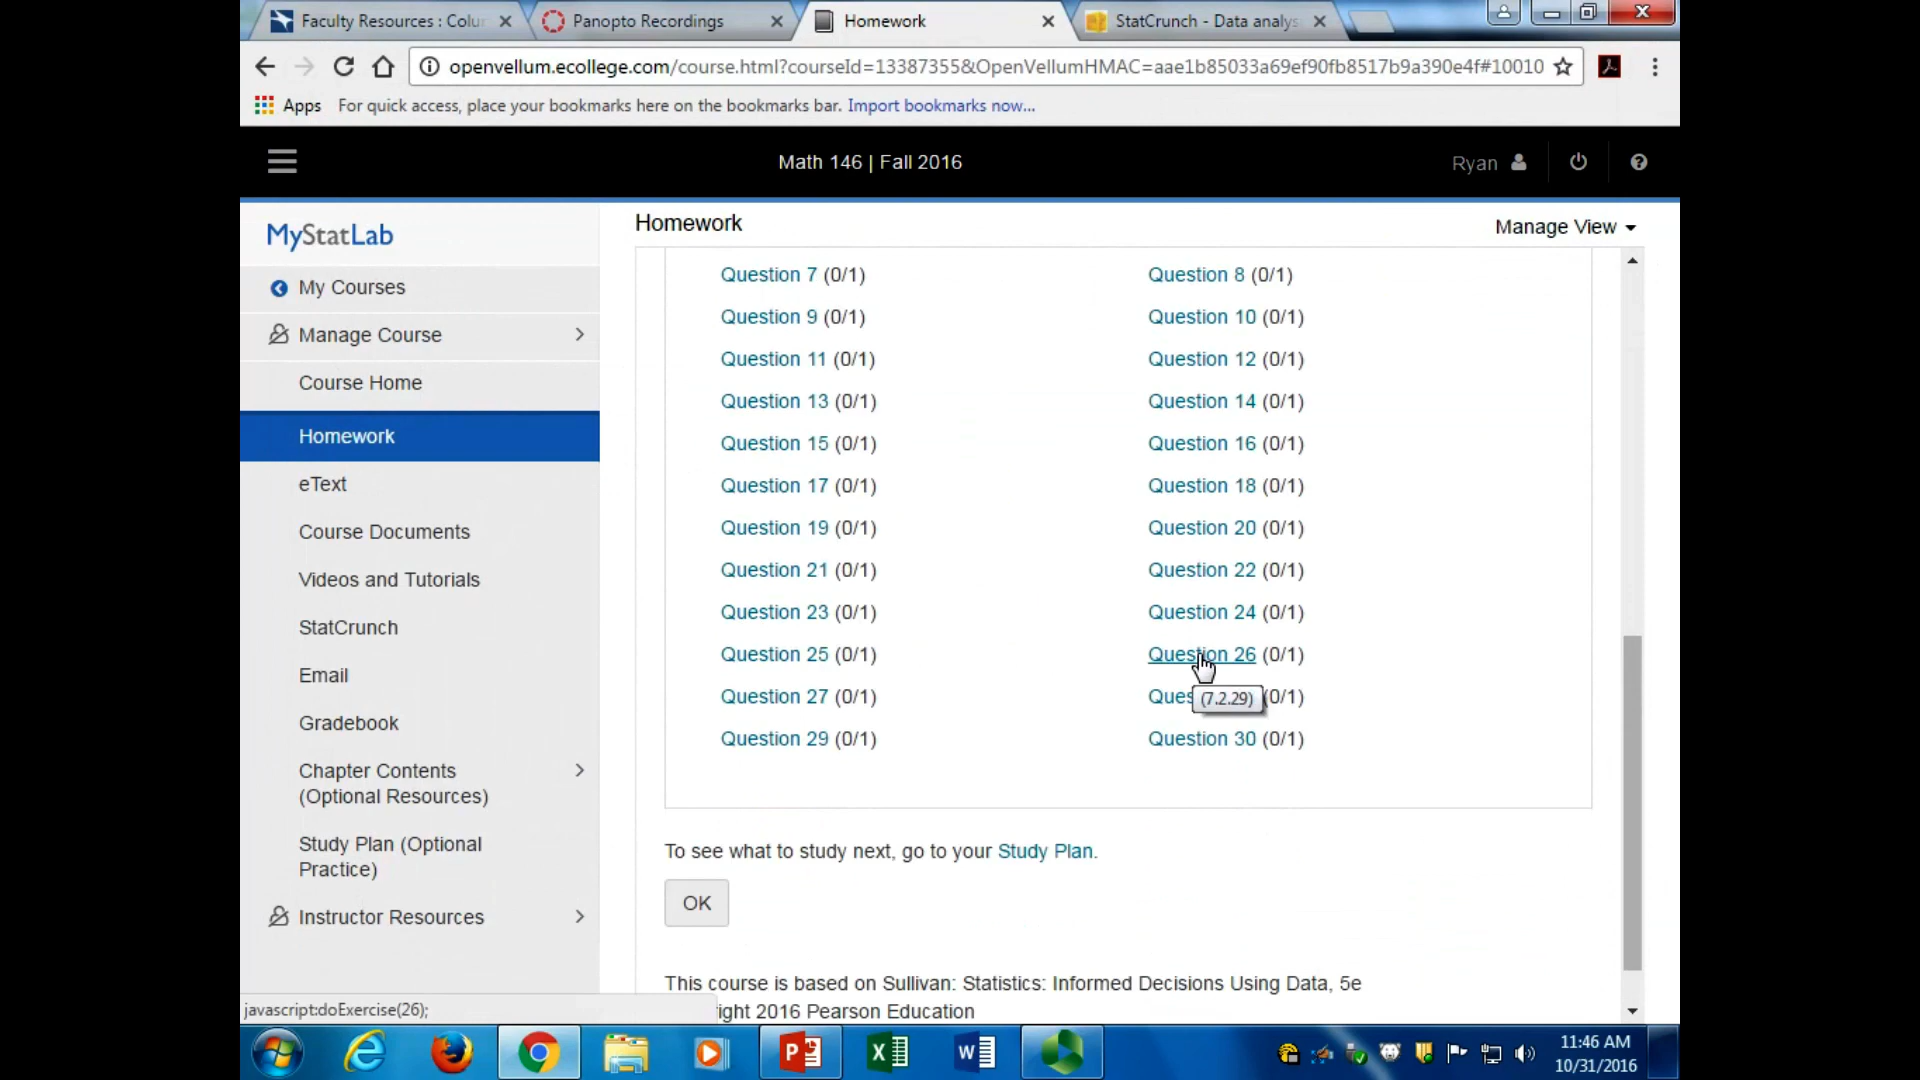 Faculty Resources : Colu
Panopto Recordings
Homework
StatCrunch - Data analys
openvellum.ecollege.com/course.html?courseId=13387355&OpenVellumHMAC=aae1b85033a69ef90fb8517b9a390e4f#10010
Apps
For quick access, place your bookmarks here on the bookmarks bar. Import bookmarks now...
Math 146 | Fall 2016
Ryan
MyStatLab
My Courses
Manage Course
Course Home
Homework
eText
Course Documents
Videos and Tutorials
StatCrunch
Email
Gradebook
Chapter Contents
(Optional Resources)
Study Plan (Optional
Practice)
Instructor Resources
Homework
Manage View
Question 7 (0/1)
Question 8 (0/1)
Question 9 (0/1)
Question 10 (0/1)
Question 11 (0/1)
Question 12 (0/1)
Question 13 (0/1)
Question 14 (0/1)
Question 15 (0/1)
Question 16 (0/1)
Question 17 (0/1)
Question 18 (0/1)
Question 19 (0/1)
Question 20 (0/1)
Question 21 (0/1)
Question 22 (0/1)
Question 23 (0/1)
Question 24 (0/1)
Question 25 (0/1)
Question 26 (0/1)
Question 27 (0/1)
Ques (0/1)
(7.2.29)
Question 29 (0/1)
Question 30 (0/1)
To see what to study next, go to your Study Plan.
OK
This course is based on Sullivan: Statistics: Informed Decisions Using Data, 5e
right 2016 Pearson Education
javascript:doExercise(26);
11:46 AM
10/31/2016